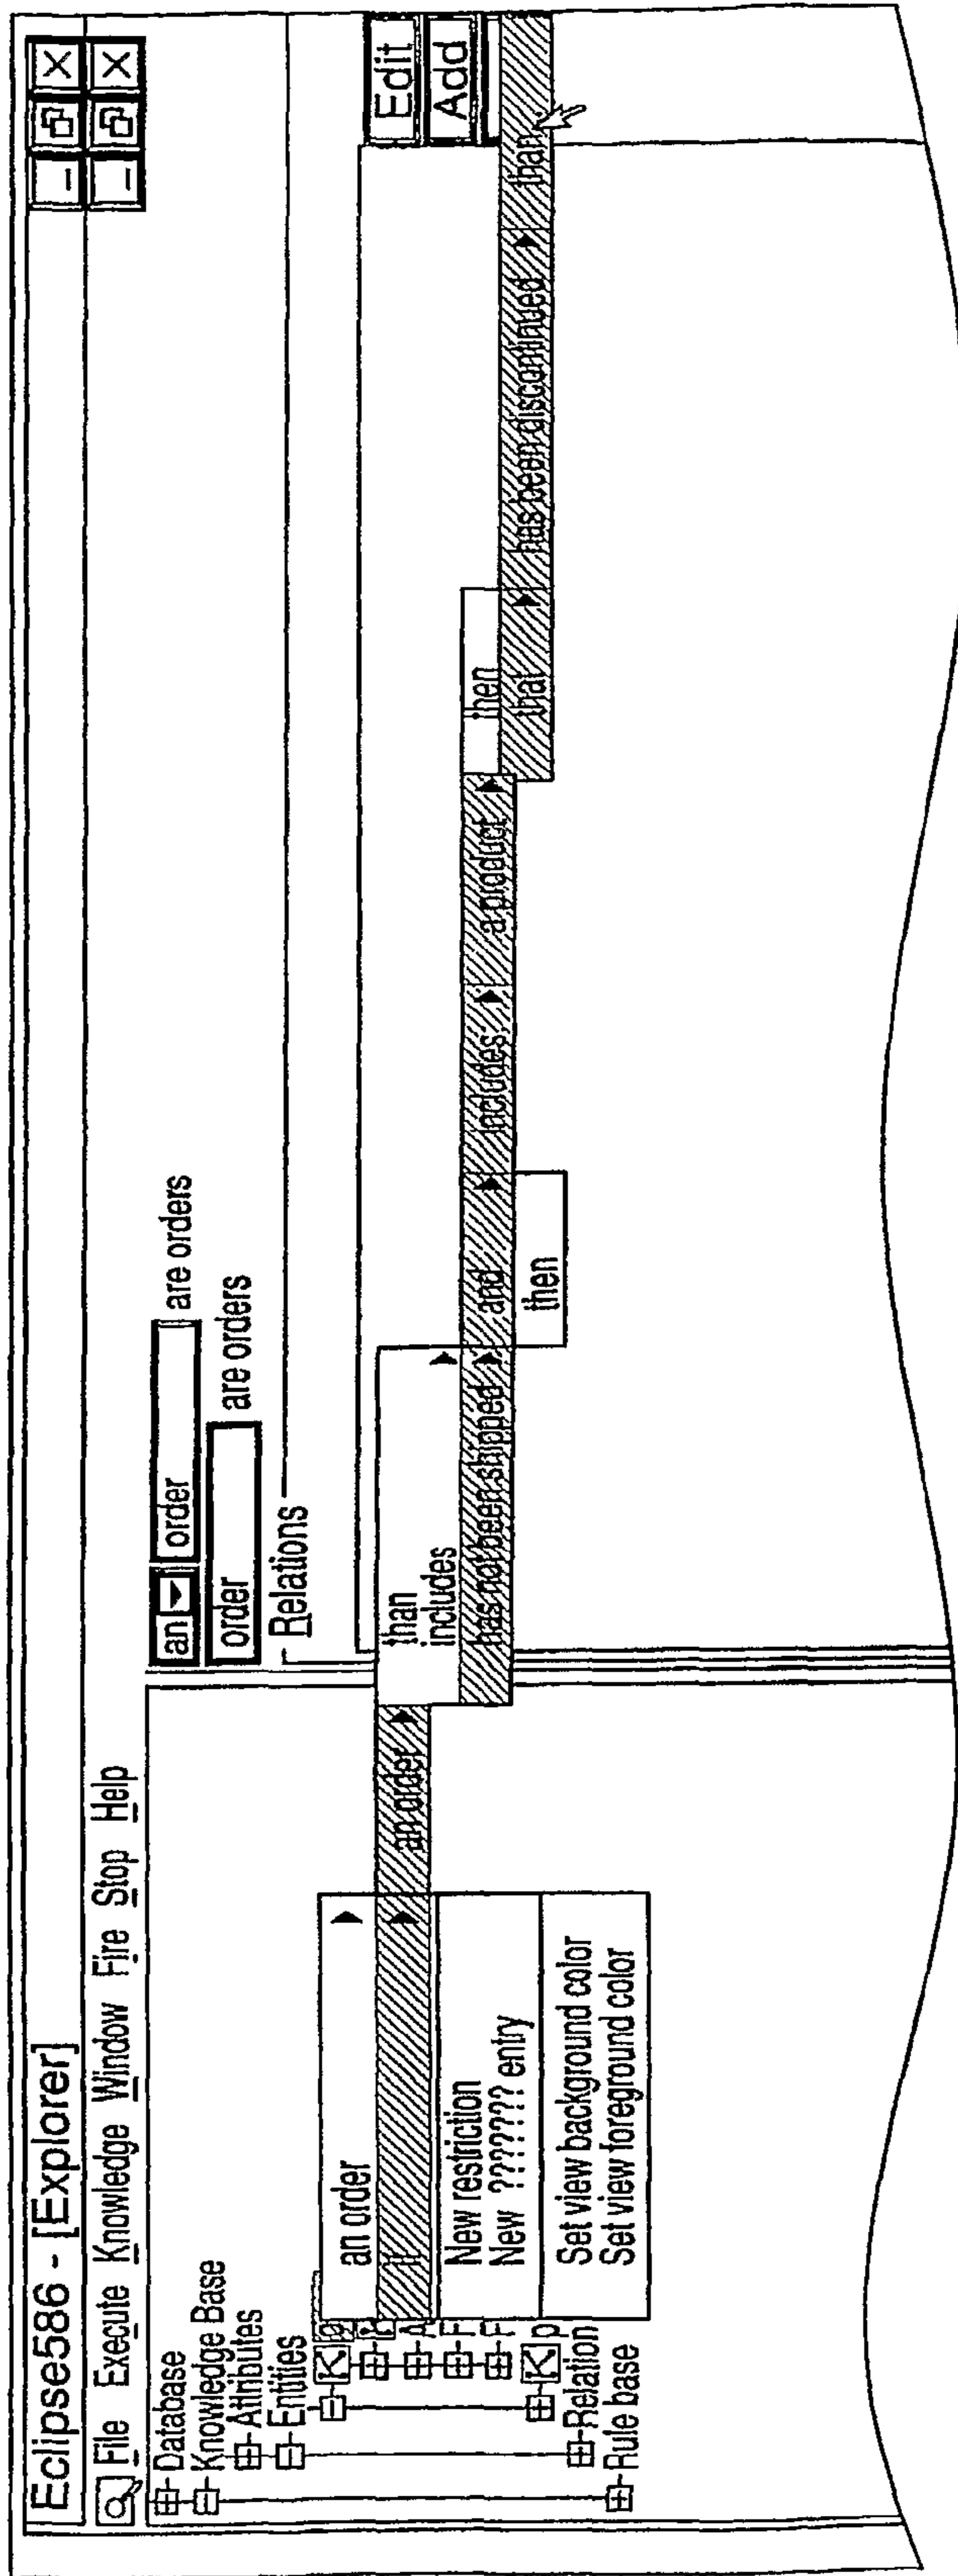 Eclipse586 - [Explorer]
File Execute Knowledge Window Fire Stop Help
Database
Knowledge Base
Attributes
Entities
Relation
Rule base
an order are orders
order are orders
Relations
Edit
Add
an order
it
New restriction
New ??????? entry
Set view background color
Set view foreground color
an order
than
includes
has not been shipped
and
then
includes
a product
then
that
has been discontinued
than